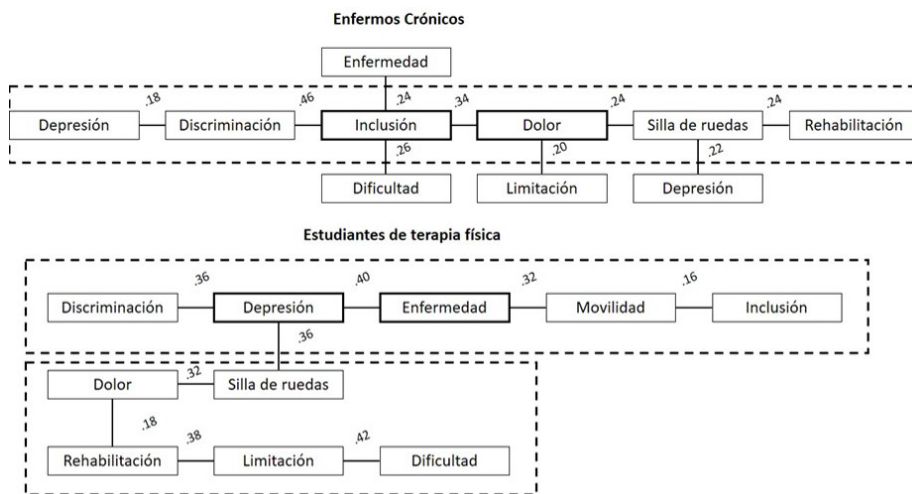 Enfermos Crónicos
Enfermedad
.18 .46 .24 .34 .24 .24
Depresión Discriminación Inclusión Dolor Silla de ruedas Rehabilitación
.26 .20 .22
Dificultad Limitación Depresión
Estudiantes de terapia física
.36 .40 .32 .16
Discriminación Depresión Enfermedad Movilidad Inclusión
.36
Dolor .32 Silla de ruedas
.18 .38 .42
Rehabilitación Limitación Dificultad